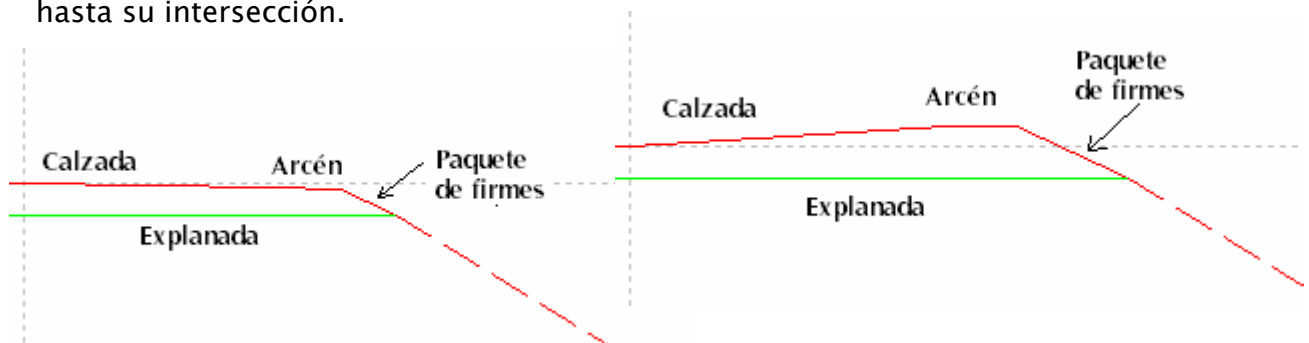 hasta su intersección.
Calzada
Arcén
Paquete
de firmes
Explanada
Calzada
Arcén
Paquete
de firmes
Explanada